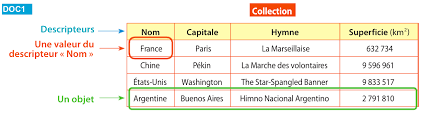 DOC1
Collection
Descripteurs
Nom Capitale Hymne Superficie (km²)
Une valeur du
descripteur « Nom »
France Paris La Marseillaise 632 734
Chine Pékin La Marche des volontaires 9 596 961
États-Unis Washington The Star-Spangled Banner 9 833 517
Un objet
Argentine Buenos Aires Himno Nacional Argentino 2 791 810